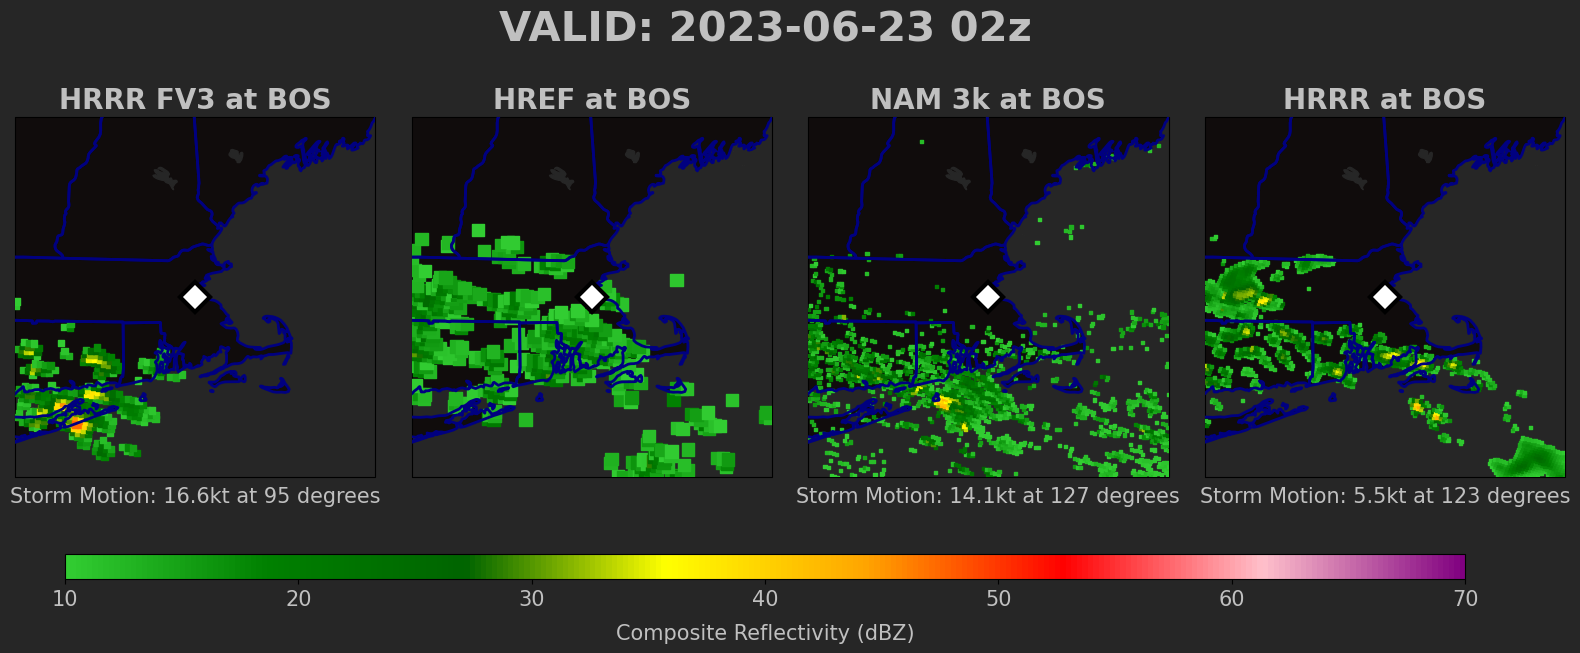 VALID: 2023-06-23 02z
HRRR FV3 at BOS
HREF at BOS
NAM 3k at BOS
HRRR at BOS
Storm Motion: 16.6kt at 95 degrees
Storm Motion: 14.1kt at 127 degrees
Storm Motion: 5.5kt at 123 degrees
10 20 30 40 50 60 70
Composite Reflectivity (dBZ)